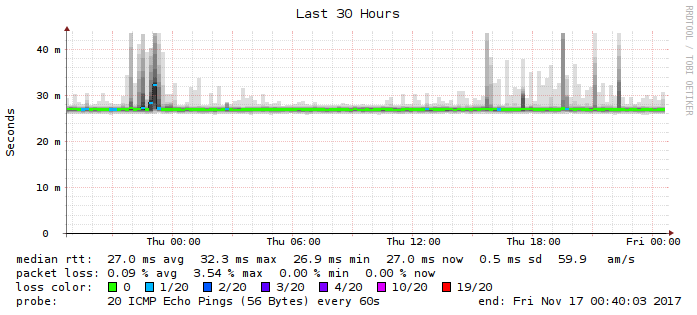 Last 30 Hours
RRDTOOL / TOBI OETIKER
Seconds
40 m
30 m
20 m
10 m
0
Thu 00:00 Thu 06:00 Thu 12:00 Thu 18:00 Fri 00:00
median rtt: 27.0 ms avg 32.3 ms max 26.9 ms min 27.0 ms now 0.5 ms sd 59.9 am/s
packet loss: 0.09 % avg 3.54 % max 0.00 % min 0.00 % now
loss color: 0 1/20 2/20 3/20 4/20 10/20 19/20
probe: 20 ICMP Echo Pings (56 Bytes) every 60s end: Fri Nov 17 00:40:03 2017